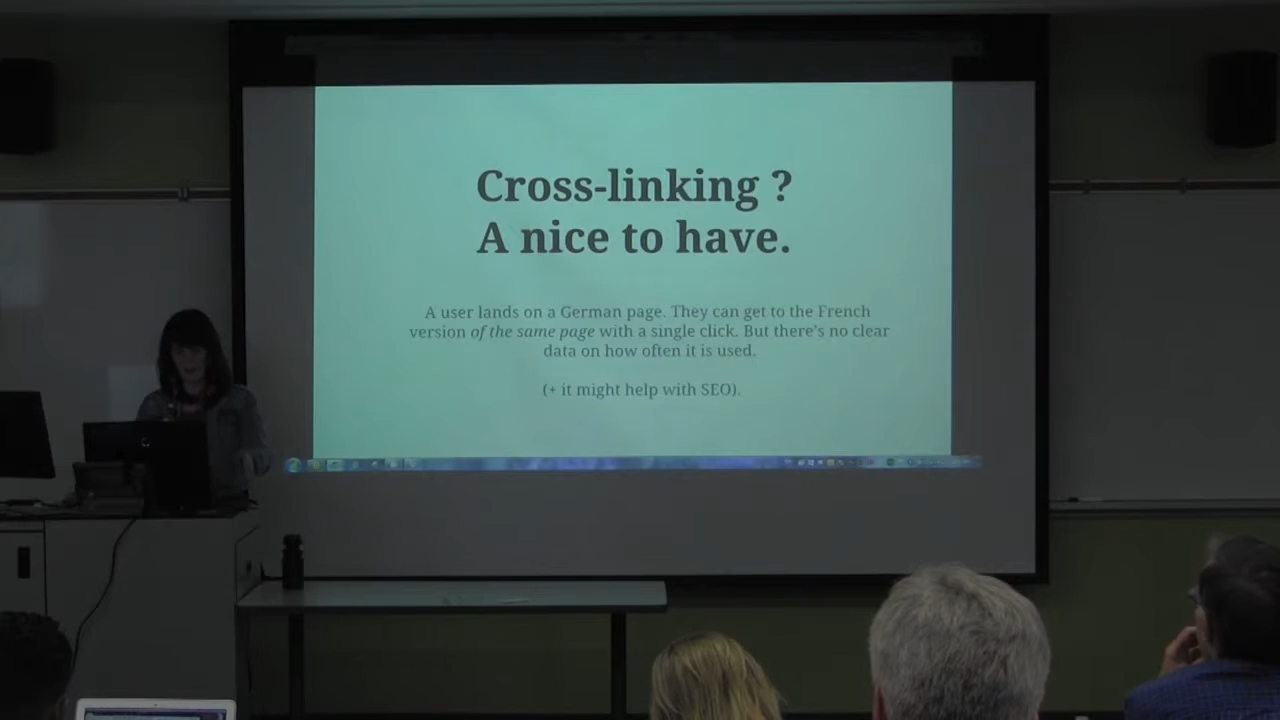 Cross-linking ?
A nice to have.
A user lands on a German page. They can get to the French
version of the same page with a single click. But there's no clear
data on how often it is used.
(+ it might help with SEO).